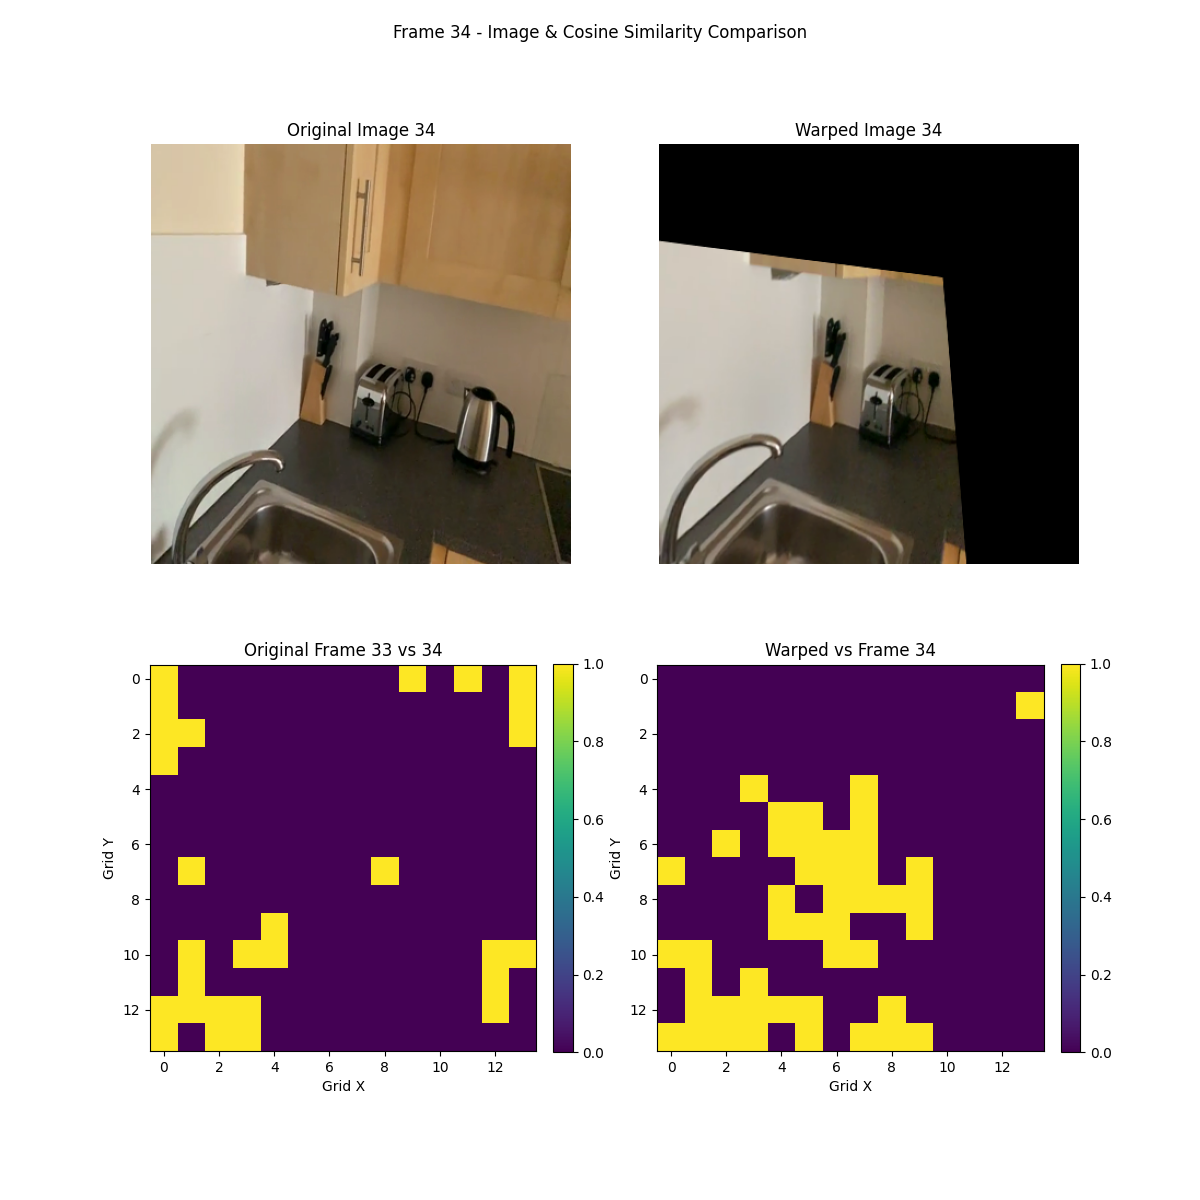 Frame 34 - Image & Cosine Similarity Comparison
Original Image 34
Warped Image 34
Original Frame 33 vs 34
Warped vs Frame 34
0
2
4
6
8
10
12
Grid Y
0 2 4 6 8 10 12
Grid X
1.0
0.8
0.6
0.4
0.2
0.0
0
2
4
6
8
10
12
Grid Y
0 2 4 6 8 10 12
Grid X
1.0
0.8
0.6
0.4
0.2
0.0